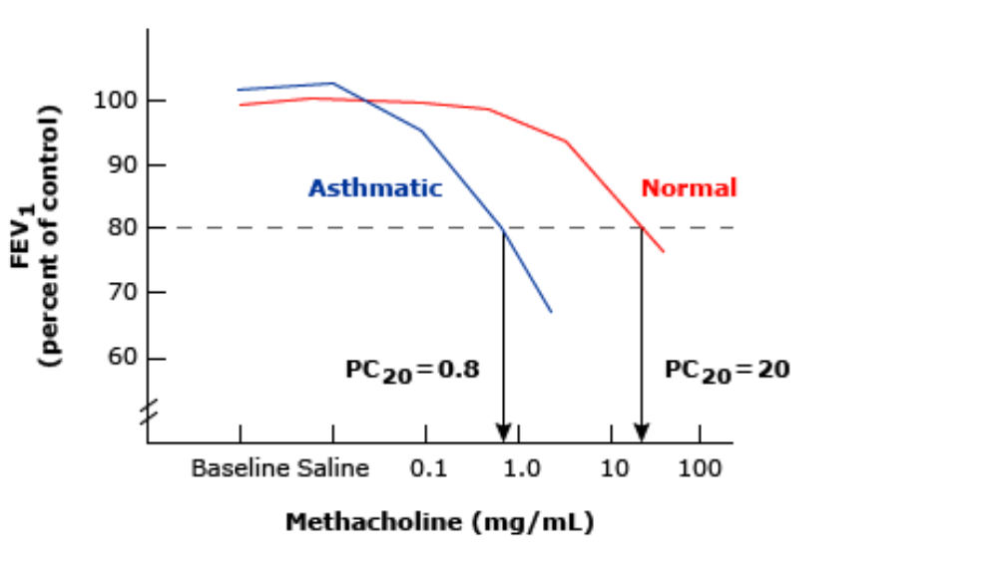 FEV1
(percent of control)
100
90
80
70
60
Asthmatic
Normal
PC20=0.8
PC20=20
Baseline Saline 0.1 1.0 10 100
Methacholine (mg/mL)